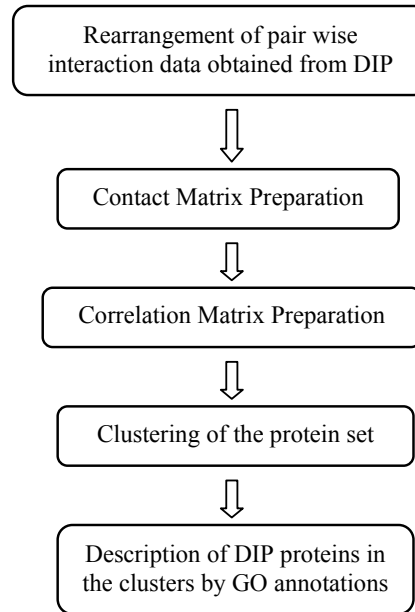 Rearrangement of pair wise
interaction data obtained from DIP
Contact Matrix Preparation
Correlation Matrix Preparation
Clustering of the protein set
Description of DIP proteins in
the clusters by GO annotations